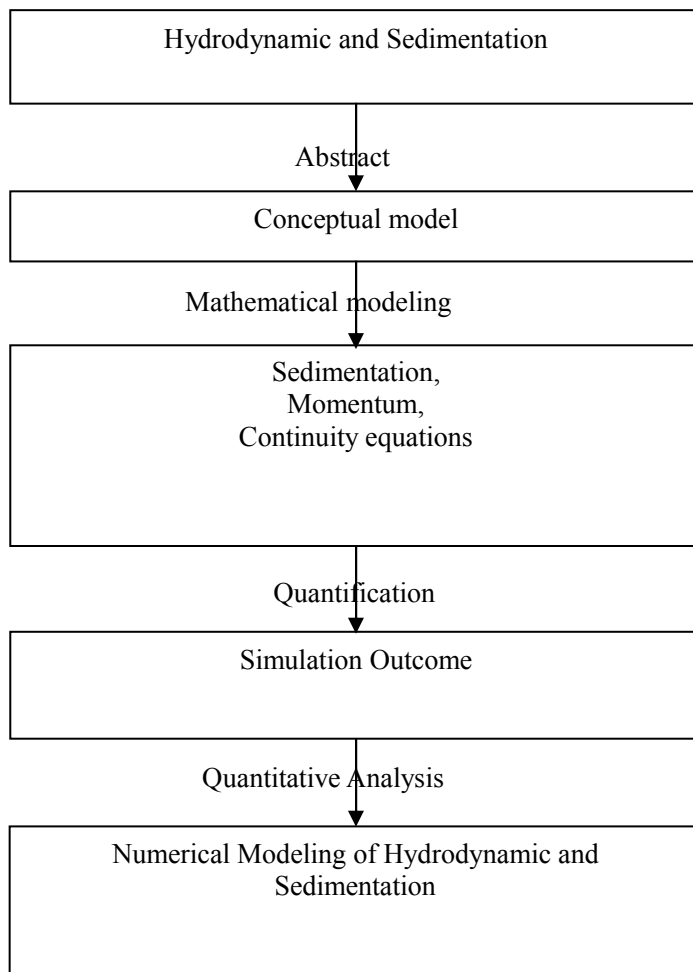 Hydrodynamic and Sedimentation
Abstract
Conceptual model
Mathematical modeling
Sedimentation,
Momentum,
Continuity equations
Quantification
Simulation Outcome
Quantitative Analysis
Numerical Modeling of Hydrodynamic and
Sedimentation